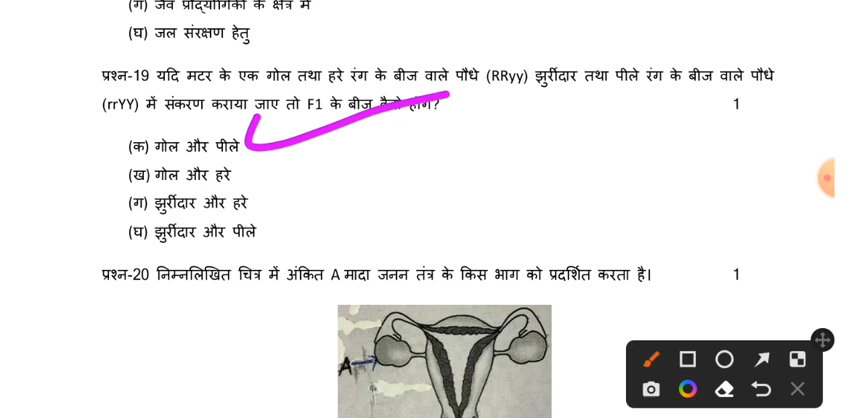 (ग) जैव प्रौद्योगिकी के क्षेत्र में
(घ) जल संरक्षण हेतु
प्रश्न-19 यदि मटर के एक गोल तथा हरे रंग के बीज वाले पौधे (RRyy) झुर्रीदार तथा पीले रंग के बीज वाले पौधे
(rrYY) में संकरण कराया जाए तो F1 के बीज कैसे होंगे? 1
(क) गोल और पीले
(ख) गोल और हरे
(ग) झुर्रीदार और हरे
(घ) झुर्रीदार और पीले
प्रश्न-20 निम्नलिखित चित्र में अंकित A मादा जनन तंत्र के किस भाग को प्रदर्शित करता है। 1
A